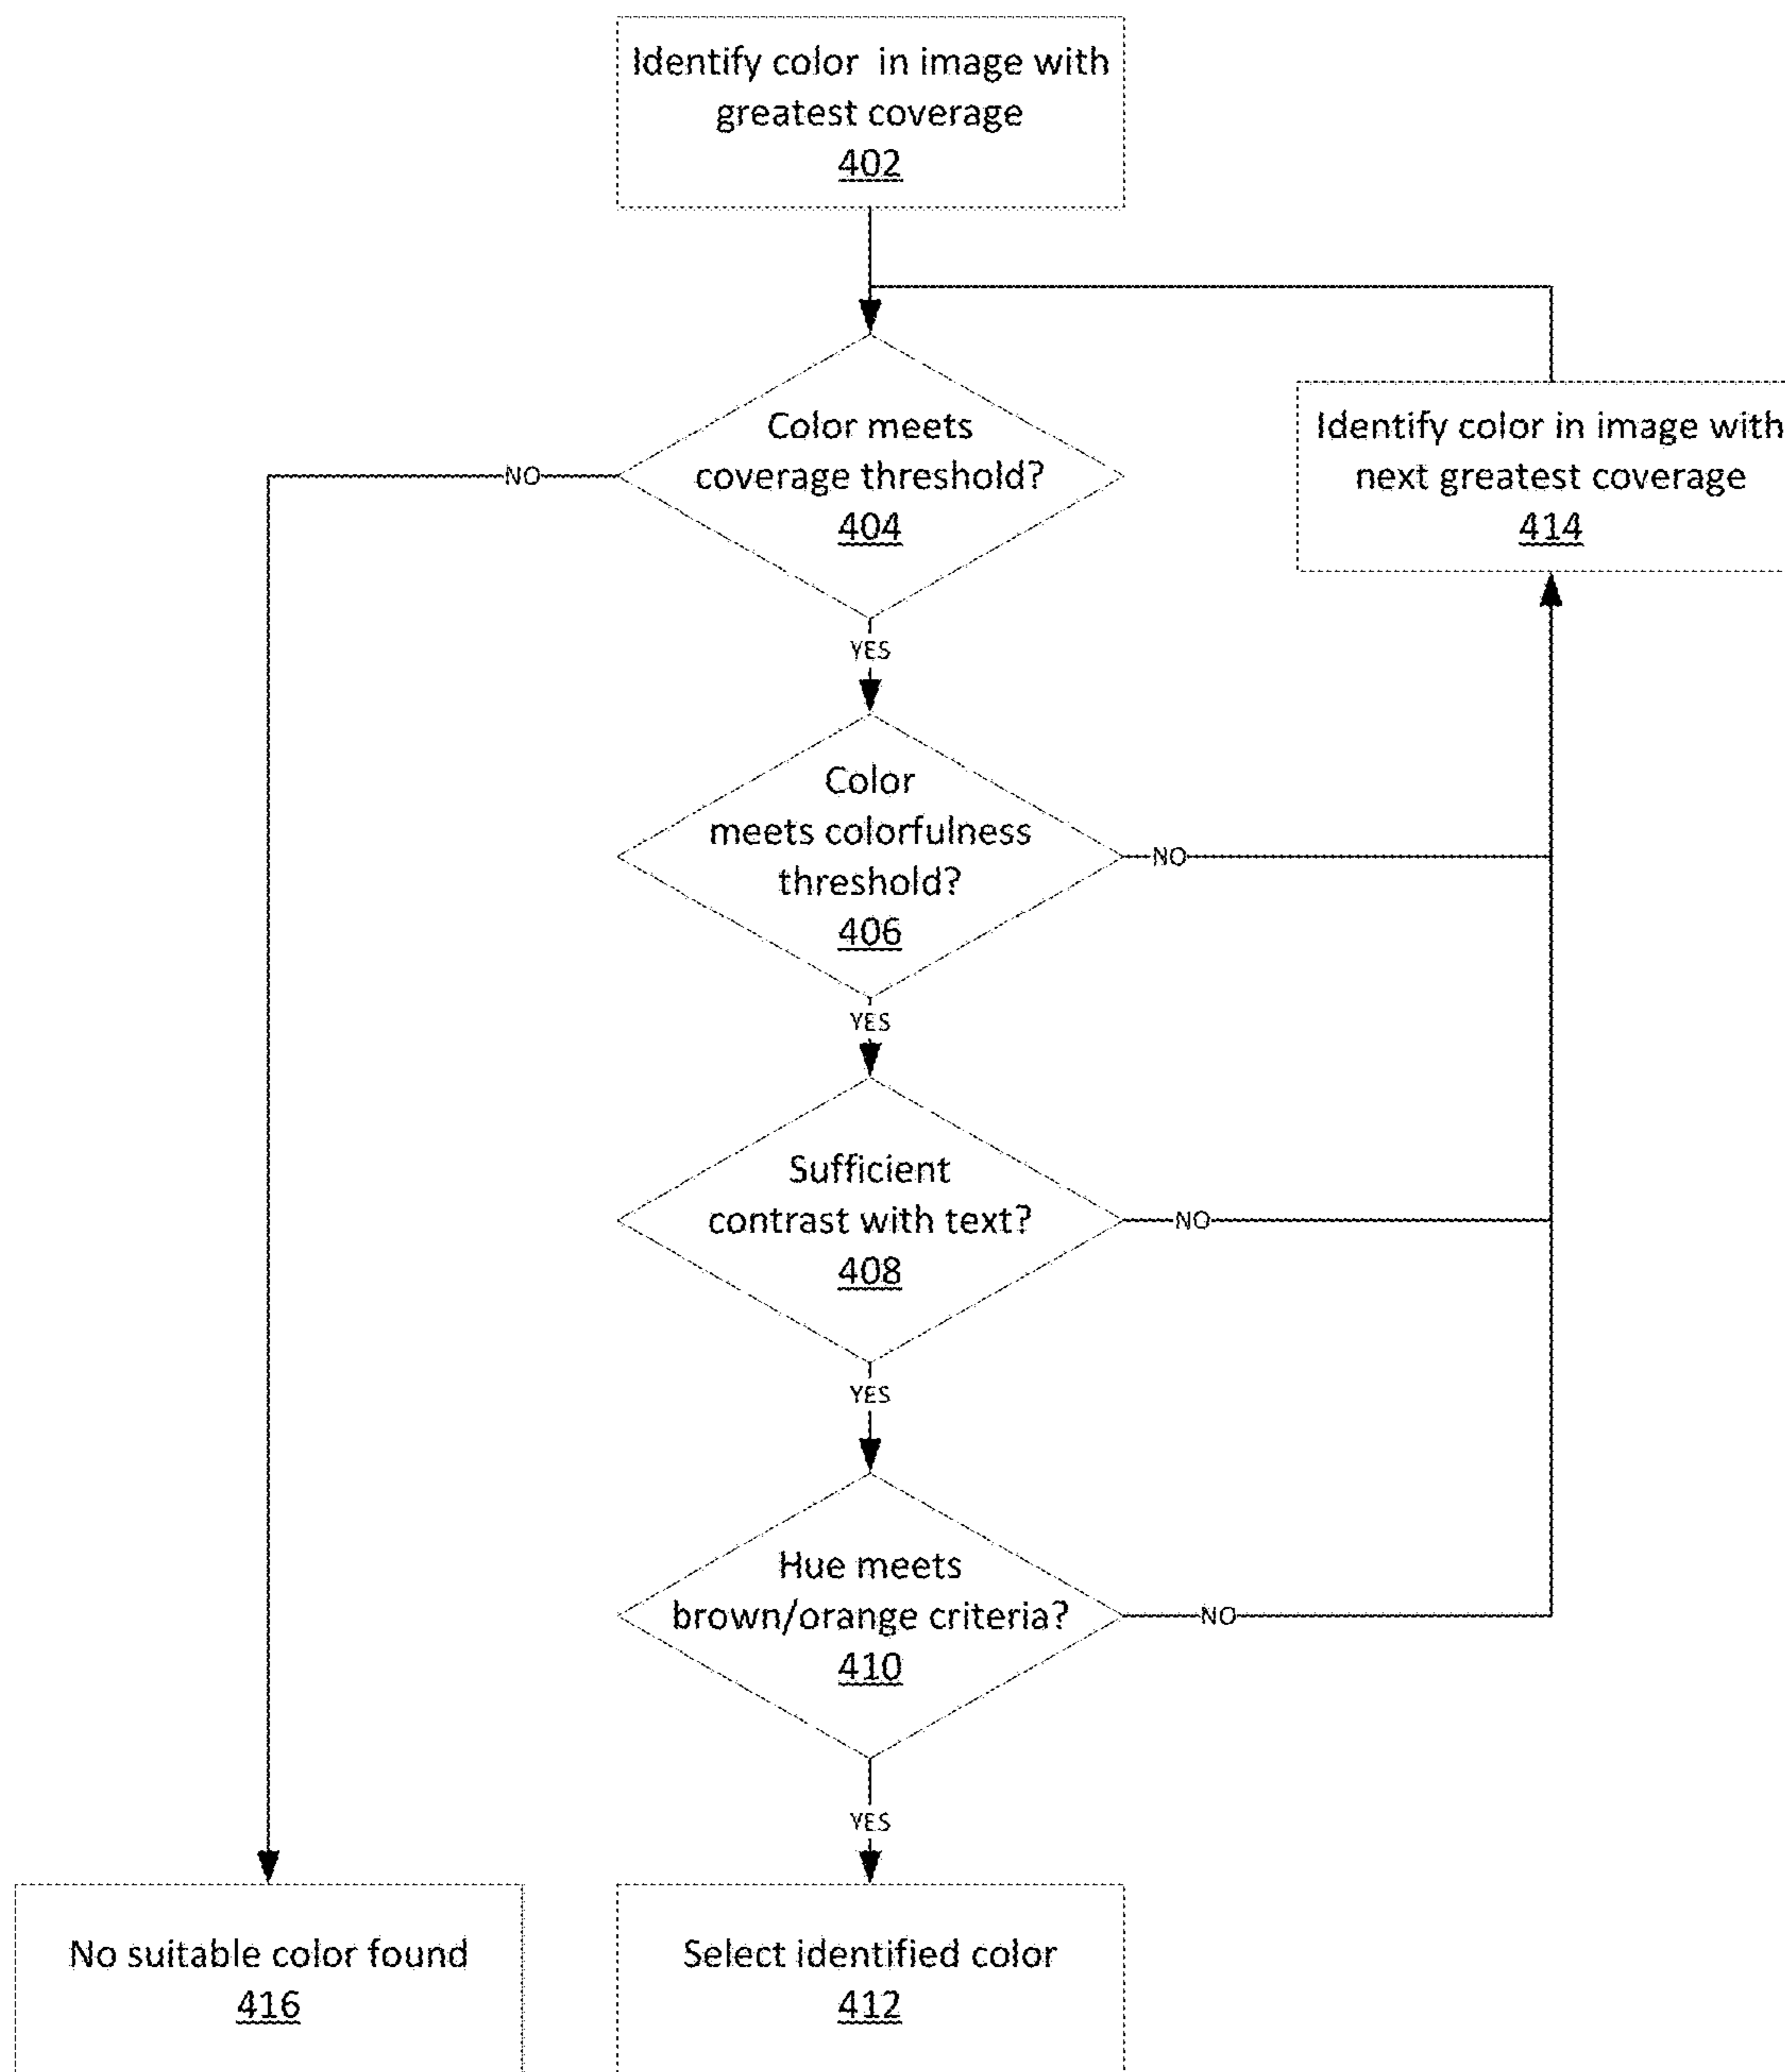 Identify color in image with
greatest coverage
402
Color meets
coverage threshold?
404
NO
Identify color in image with
next greatest coverage
414
YES
Color
meets colorfulness
threshold?
406
NO
YES
Sufficient
contrast with text?
408
NO
YES
Hue meets
brown/orange criteria?
410
NO
YES
No suitable color found
416
Select identified color
412